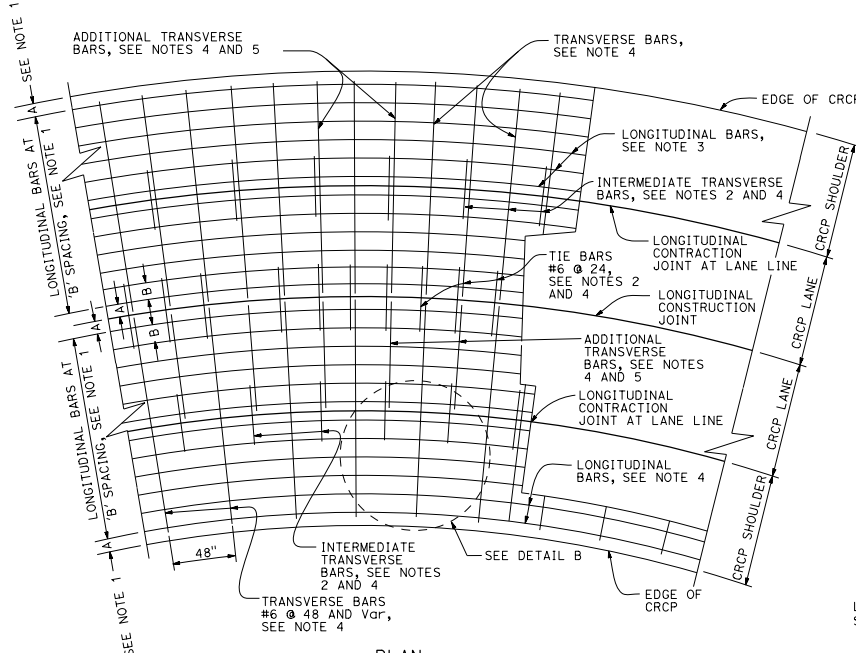 SEE NOTE 1
A
LONGITUDINAL BARS AT
'B' SPACING, SEE NOTE 1
A
LONGITUDINAL BARS AT
'B' SPACING, SEE NOTE 1
A
SEE NOTE 1
ADDITIONAL TRANSVERSE
BARS, SEE NOTES 4 AND 5
TRANSVERSE BARS,
SEE NOTE 4
EDGE OF CRCP
LONGITUDINAL BARS,
SEE NOTE 3
INTERMEDIATE TRANSVERSE
BARS, SEE NOTES 2 AND 4
LONGITUDINAL
CONTRACTION
JOINT AT LANE LINE
TIE BARS
#6 @ 24,
SEE NOTES 2
AND 4
LONGITUDINAL
CONSTRUCTION
JOINT
B
A
B
ADDITIONAL
TRANSVERSE
BARS, SEE NOTES
4 AND 5
LONGITUDINAL
CONTRACTION
JOINT AT LANE LINE
LONGITUDINAL
BARS, SEE NOTE 4
CRCP SHOULDER
CRCP LANE
CRCP LANE
CRCP SHOULDER
48"
INTERMEDIATE
TRANSVERSE
BARS, SEE NOTES
2 AND 4
SEE DETAIL B
EDGE OF
CRCP
TRANSVERSE BARS
#6 @ 48 AND Var,
SEE NOTE 4
PLAN